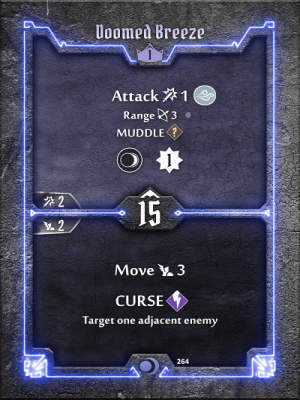 Doomed Breeze
1
Attack 1
Range 3
MUDDLE ?
1
2
15
2
Move 3
CURSE
Target one adjacent enemy
264